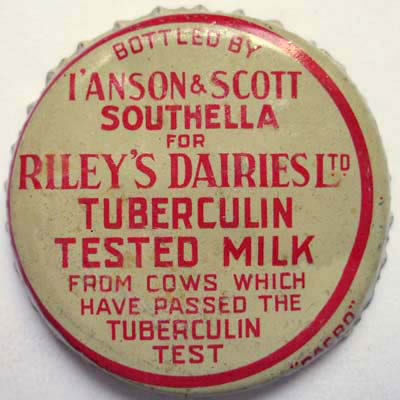 BOTTLED BY
I'ANSON & SCOTT
SOUTHELLA
FOR
RILEY'S DAIRIES LTD
TUBERCULIN
TESTED MILK
FROM COWS WHICH
HAVE PASSED THE
TUBERCULIN
TEST